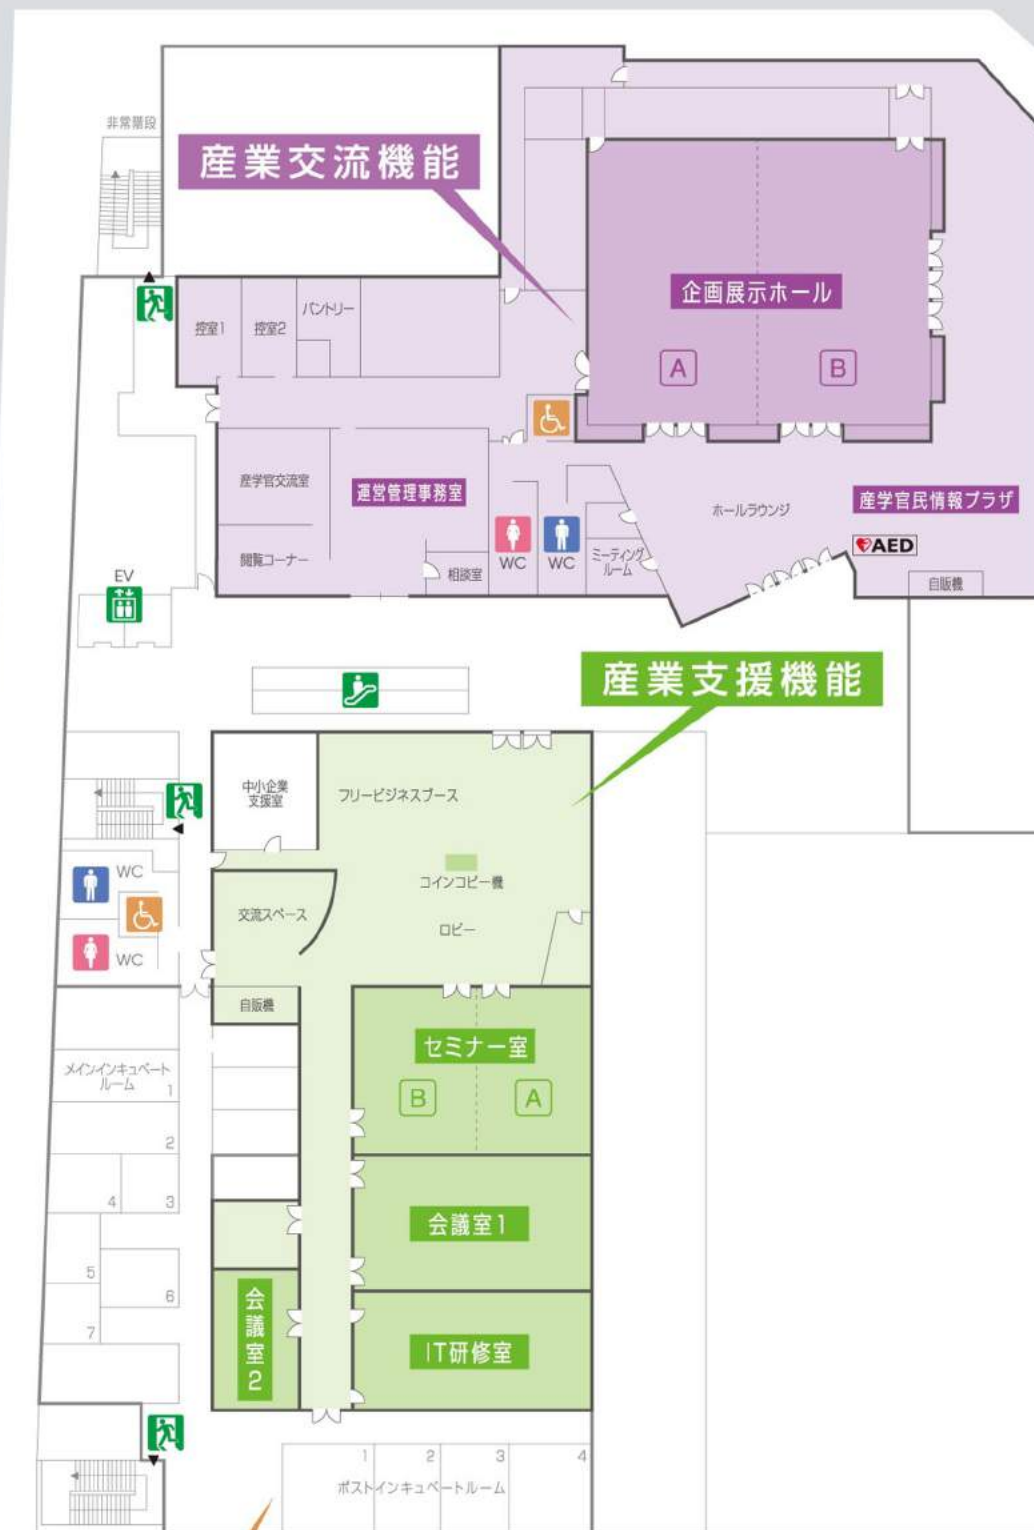 非常階段
産業交流機能
企画展示ホール
A
B
控室1
控室2
パントリー
産学官交流室
運営管理事務室
閲覧コーナー
相談室
WC
WC
ミーティング
ルーム
ホールラウンジ
産学官民情報プラザ
AED
自販機
EV
産業支援機能
中小企業
支援室
フリービジネスブース
コインコピー機
交流スペース
ロビー
WC
WC
自販機
セミナー室
B
A
メインインキュベート
ルーム
1
2
4
3
5
6
7
会議室1
会議室2
IT研修室
1
2
3
4
ポストインキュベートルーム